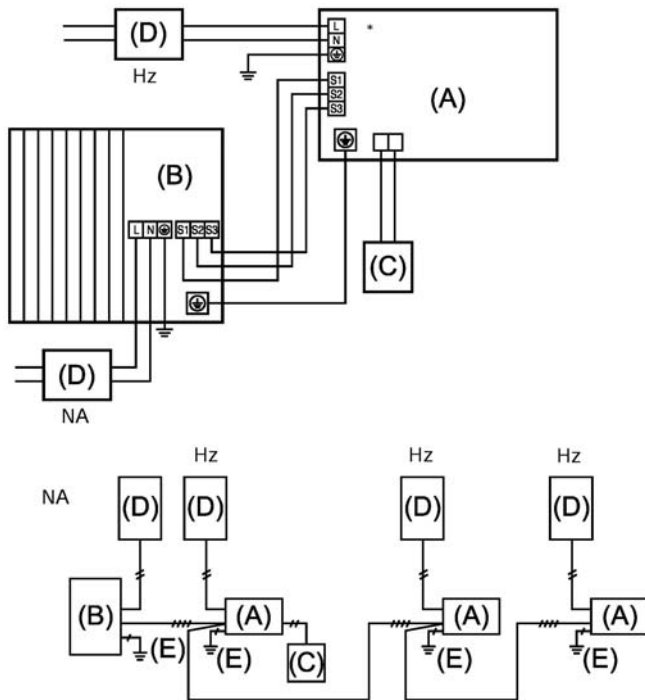 (D)
Hz
L
N
*
S1
S2
S3
(A)
(B)
L N S1 S2 S3
(C)
(D)
NA
Hz Hz Hz
NA
(D) (D) (D) (D)
(B) (A) (A) (A)
(E) (E) (C) (E) (E)